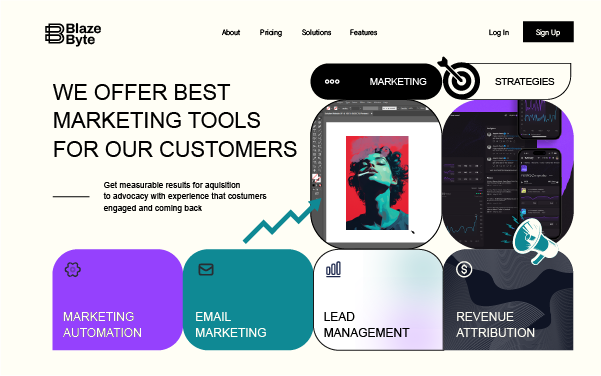 Blaze
Byte
About
Pricing
Solutions
Features
Log In
Sign Up
MARKETING
STRATEGIES
WE OFFER BEST
MARKETING TOOLS
FOR OUR CUSTOMERS
Get measurable results for aquisition
to advocacy with experience that costumers
engaged and coming back
MARKETING
AUTOMATION
EMAIL
MARKETING
LEAD
MANAGEMENT
REVENUE
ATTRIBUTION